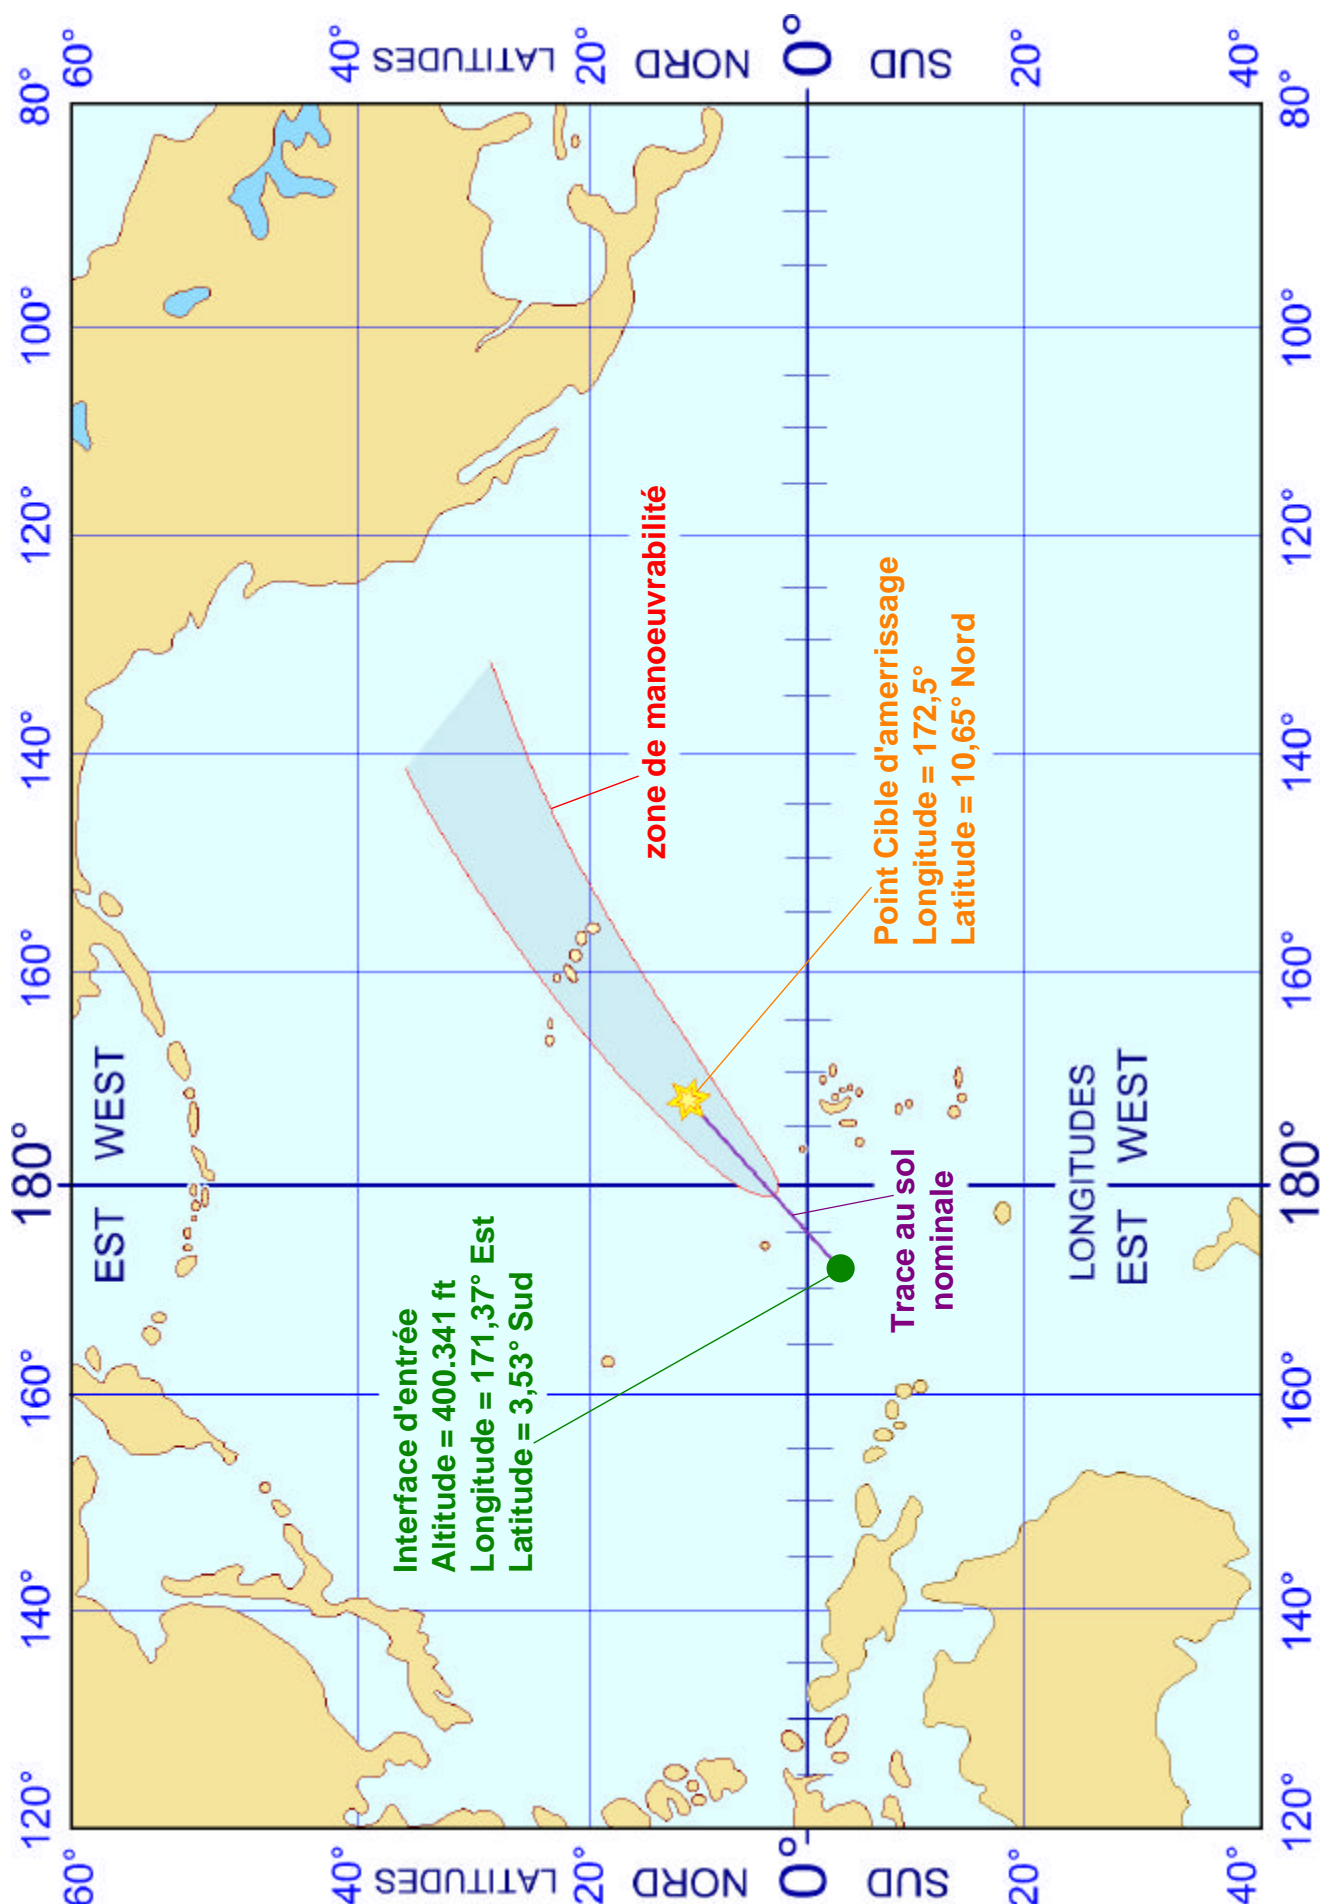 60°
40°
LATITUDES
20°
NORD
0°
SUD
20°
40°
80°
100°
120°
140°
160°
180°
160°
140°
120°
80°
100°
120°
140°
160°
180°
160°
140°
120°
EST WEST
Interface d'entrée
Altitude = 400.341 ft
Longitude = 171,37° Est
Latitude = 3,53° Sud
zone de manoeuvrabilité
Point Cible d'amerrissage
Longitude = 172,5°
Latitude = 10,65° Nord
Trace au sol
nominale
LONGITUDES
EST WEST
60°
40°
LATITUDES
20°
NORD
0°
SUD
20°
40°